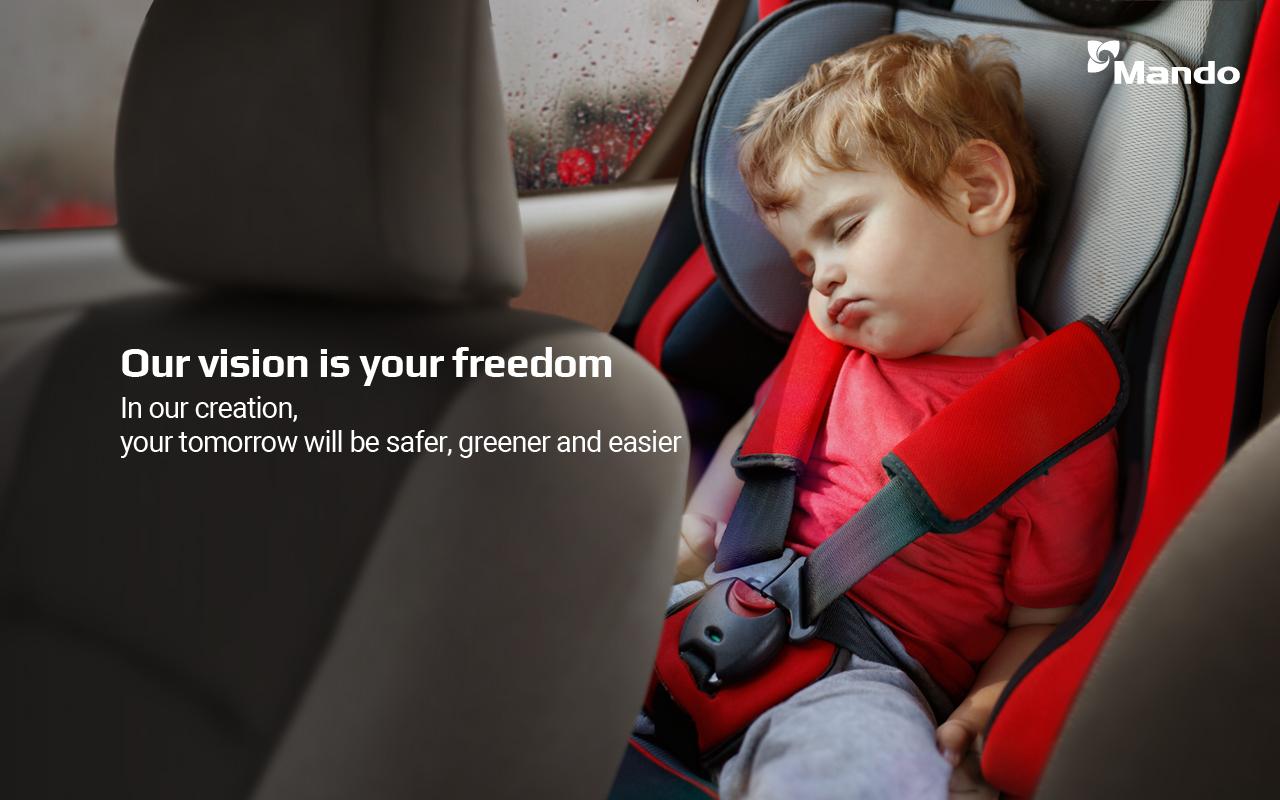 Mando
Our vision is your freedom
In our creation,
your tomorrow will be safer, greener and easier